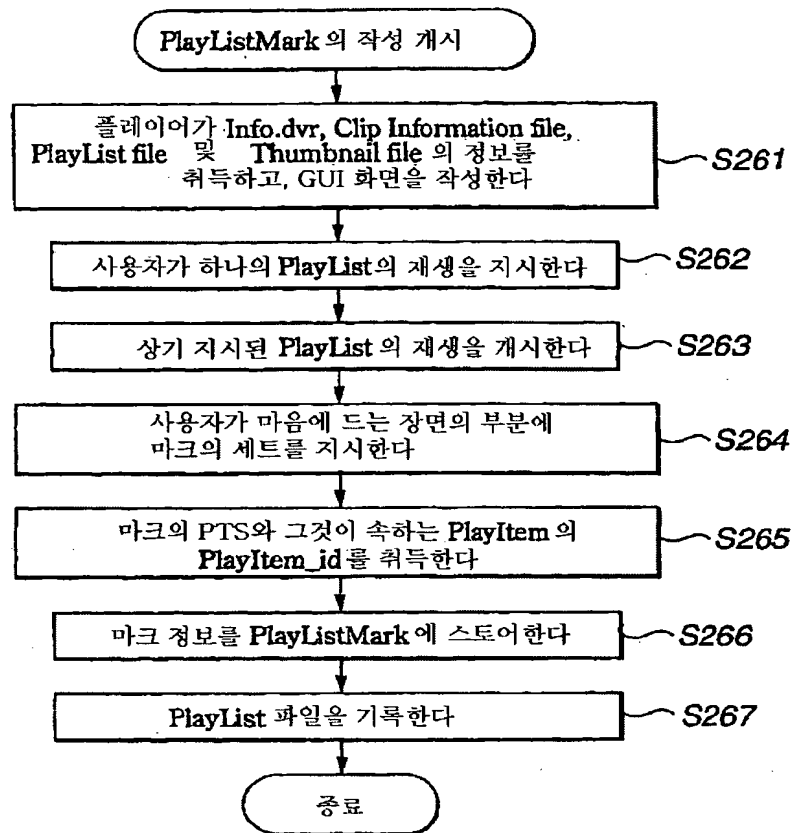 PlayListMark 의 작성 개시
플레이어가 Info.dvr, Clip Information file,
PlayList file 및 Thumbnail file 의 정보를
취득하고, GUI 화면을 작성한다
S261
사용자가 하나의 PlayList의 재생을 지시한다
S262
상기 지시된 PlayList 의 재생을 개시한다
S263
사용자가 마음에 드는 장면의 부분에
마크의 세트를 지시한다
S264
마크의 PTS와 그것이 속하는 PlayItem 의
PlayItem_id 를 취득한다
S265
마크 정보를 PlayListMark 에 스토어한다
S266
PlayList 파일을 기록한다
S267
종료